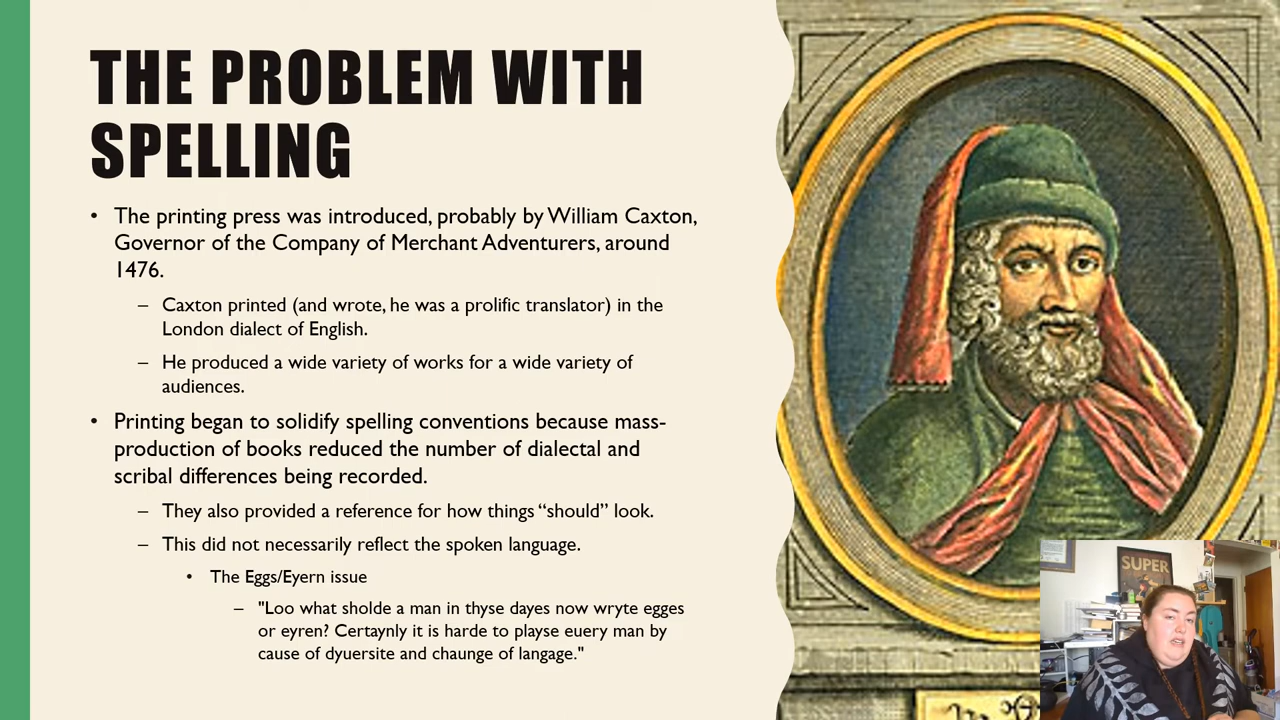 THE PROBLEM WITH
SPELLING
• The printing press was introduced, probably by William Caxton,
Governor of the Company of Merchant Adventurers, around
1476.
– Caxton printed (and wrote, he was a prolific translator) in the
London dialect of English.
– He produced a wide variety of works for a wide variety of
audiences.
• Printing began to solidify spelling conventions because mass-
production of books reduced the number of dialectal and
scribal differences being recorded.
– They also provided a reference for how things “should” look.
– This did not necessarily reflect the spoken language.
• The Eggs/Eyern issue
– "Loo what sholde a man in thyse dayes now wryte egges
or eyren? Certaynly it is harde to playse euery man by
cause of dyuersite and chaunge of langage."
SUPER